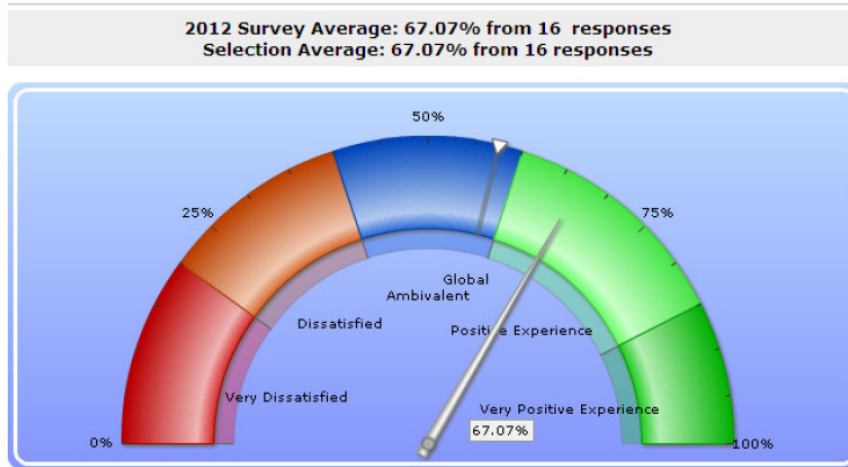 2012 Survey Average: 67.07% from 16 responses
Selection Average: 67.07% from 16 responses
50%
25%
75%
Global
Ambivalent
Dissatisfied
Positive Experience
Very Dissatisfied
Very Positive Experience
67.07%
0%
100%